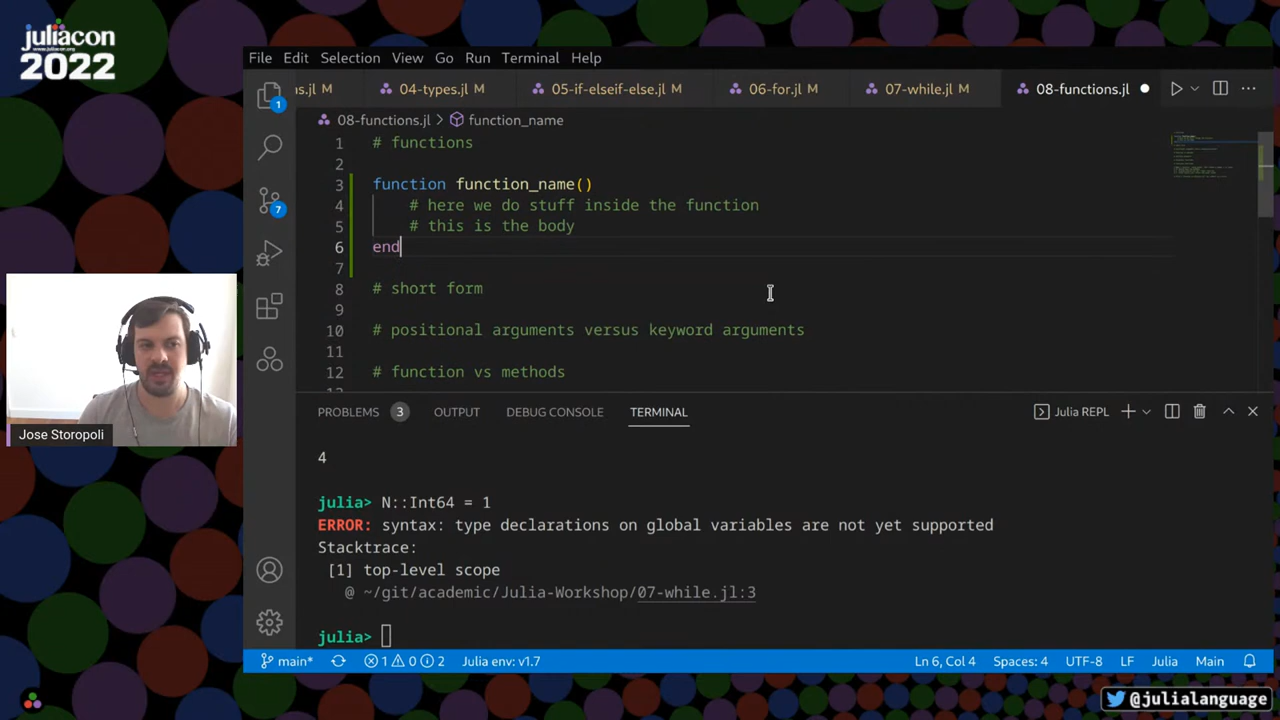 juliacon
www.juliacon.org
2022
File Edit Selection View Go Run Terminal Help
ns.jl M 04-types.jl M 05-if-elseif-else.jl M 06-for.jl M 07-while.jl M 08-functions.jl
1
7
08-functions.jl > function_name
1 # functions
2
3 function function_name()
4 # here we do stuff inside the function
5 # this is the body
6 end
7
8 # short form
9
10 # positional arguments versus keyword arguments
11
12 # function vs methods
Jose Storopoli
PROBLEMS 3 OUTPUT DEBUG CONSOLE TERMINAL Julia REPL
4
julia> N::Int64 = 1
ERROR: syntax: type declarations on global variables are not yet supported
Stacktrace:
[1] top-level scope
@ ~/git/academic/Julia-Workshop/07-while.jl:3
julia>
main* 1 0 2 Julia env: v1.7 Ln 6, Col 4 Spaces: 4 UTF-8 LF Julia Main
@julialanguage